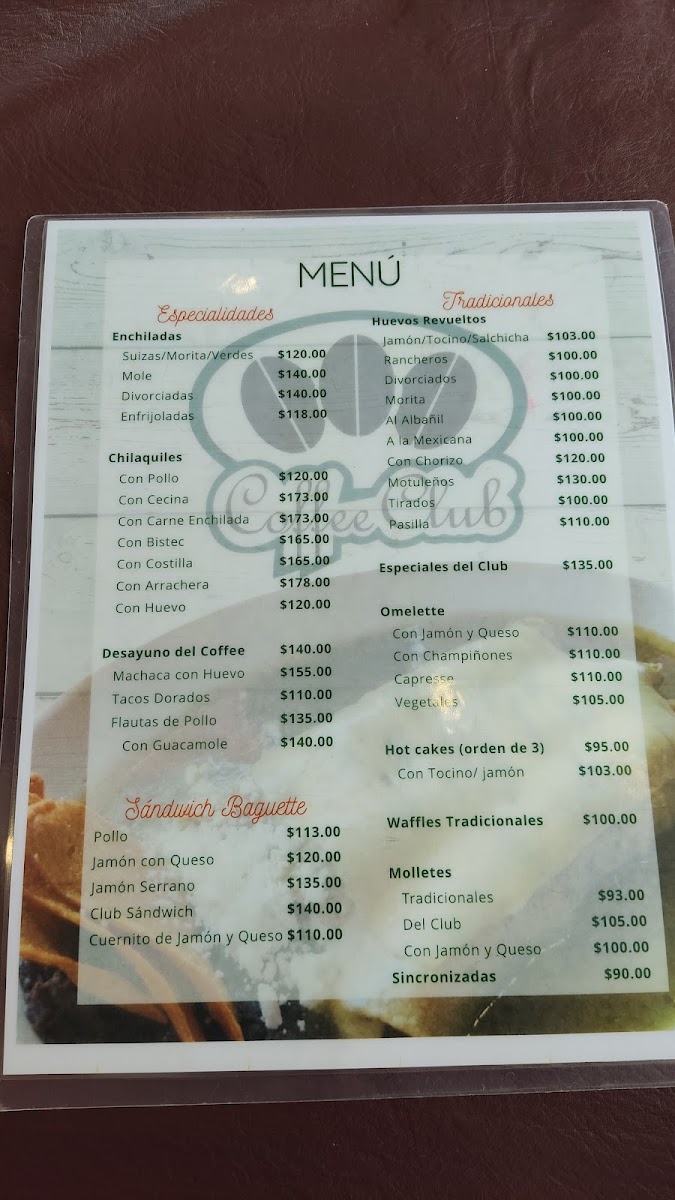 MENÚ
Especialidades
Enchiladas
Suizas/Morita/Verdes $120.00
Mole $140.00
Divorciadas $140.00
Enfrijoladas $118.00
Chilaquiles
Con Pollo $120.00
Con Cecina $173.00
Con Carne Enchilada $173.00
Con Bistec $165.00
Con Costilla $165.00
Con Arrachera $178.00
Con Huevo $120.00
Desayuno del Coffee $140.00
Machaca con Huevo $155.00
Tacos Dorados $110.00
Flautas de Pollo $135.00
Con Guacamole $140.00
Sándwich Baguette
Pollo $113.00
Jamón con Queso $120.00
Jamón Serrano $135.00
Club Sándwich $140.00
Cuernito de Jamón y Queso $110.00
Tradicionales
Huevos Revueltos
Jamón/Tocino/Salchicha $103.00
Rancheros $100.00
Divorciados $100.00
Morita $100.00
Al Albañil $100.00
A la Mexicana $100.00
Con Chorizo $120.00
Motuleños $130.00
Tirados $100.00
Pasilla $110.00
Especiales del Club $135.00
Omelette
Con Jamón y Queso $110.00
Con Champiñones $110.00
Capresse $110.00
Vegetales $105.00
Hot cakes (orden de 3) $95.00
Con Tocino/ jamón $103.00
Waffles Tradicionales $100.00
Molletes
Tradicionales $93.00
Del Club $105.00
Con Jamón y Queso $100.00
Sincronizadas $90.00
Coffee Club